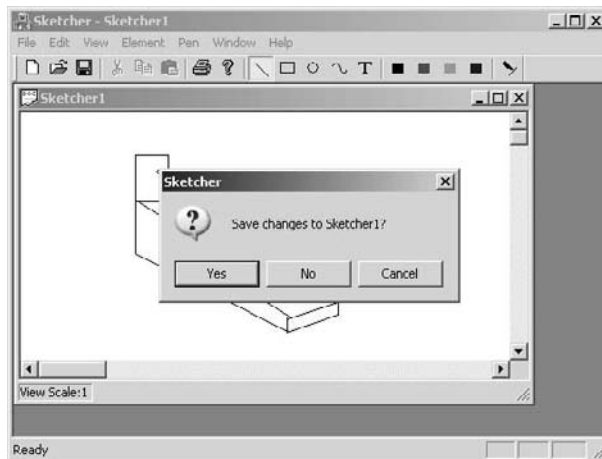 Sketcher - Sketcher1
File Edit View Element Pen Window Help
T
Sketcher1
Sketcher
Save changes to Sketcher1?
Yes No Cancel
View Scale:1
Ready